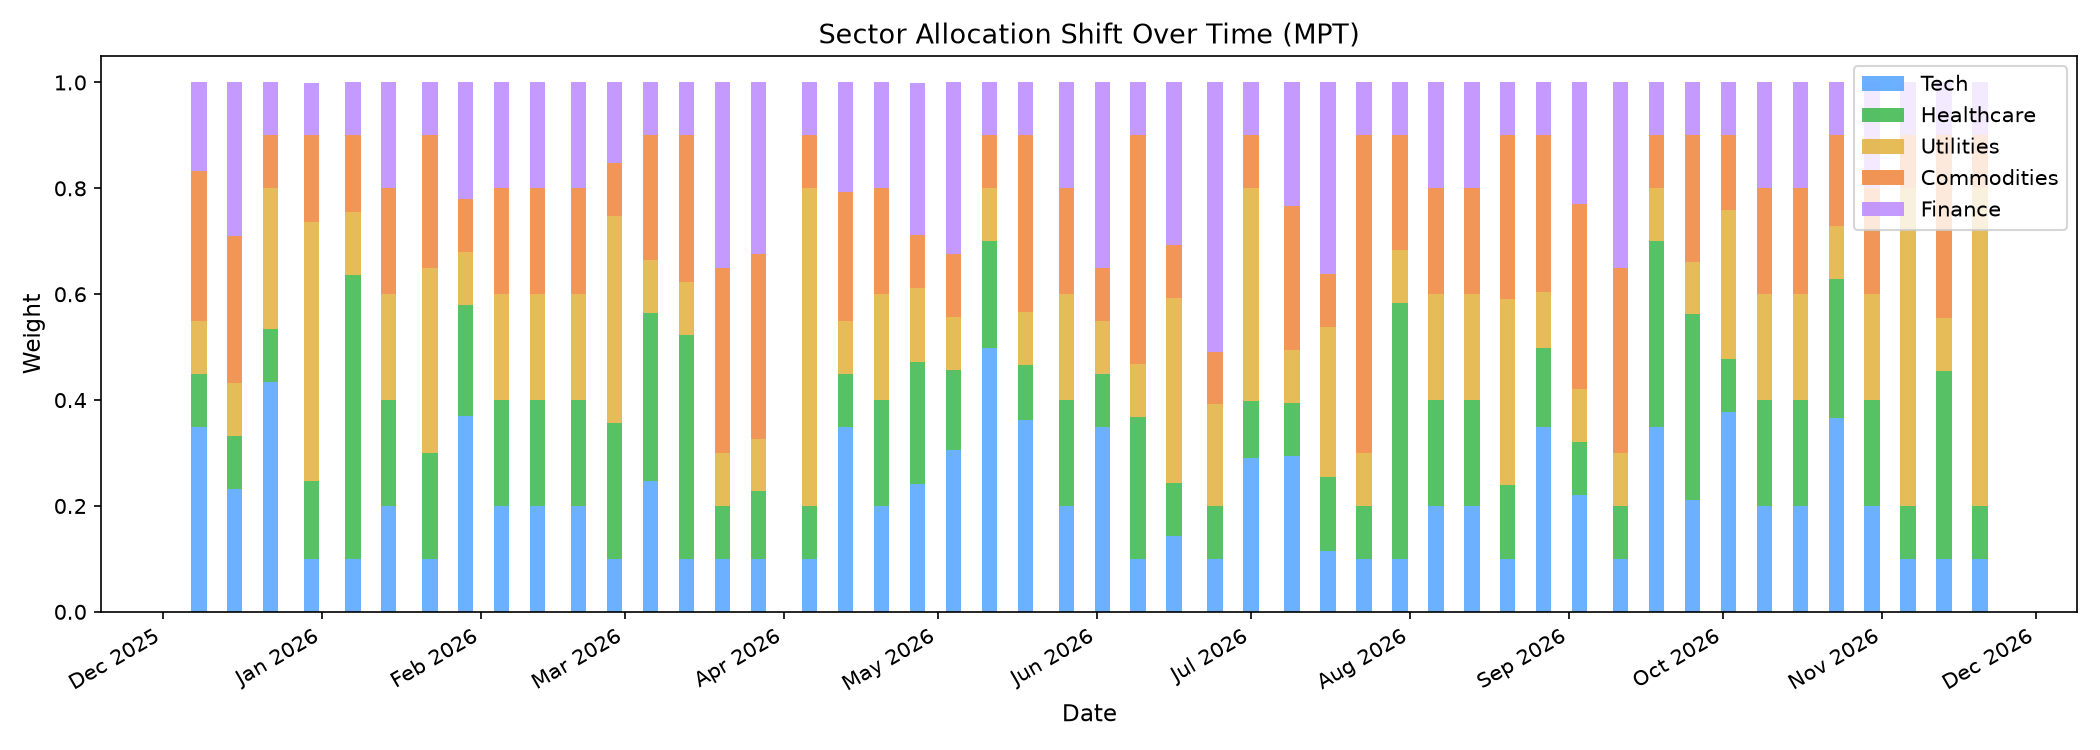 Sector Allocation Shift Over Time (MPT)
Tech
Healthcare
Utilities
Commodities
Finance
Weight
1.0
0.8
0.6
0.4
0.2
0.0
Dec 2025
Jan 2026
Feb 2026
Mar 2026
Apr 2026
May 2026
Jun 2026
Jul 2026
Aug 2026
Sep 2026
Oct 2026
Nov 2026
Dec 2026
Date